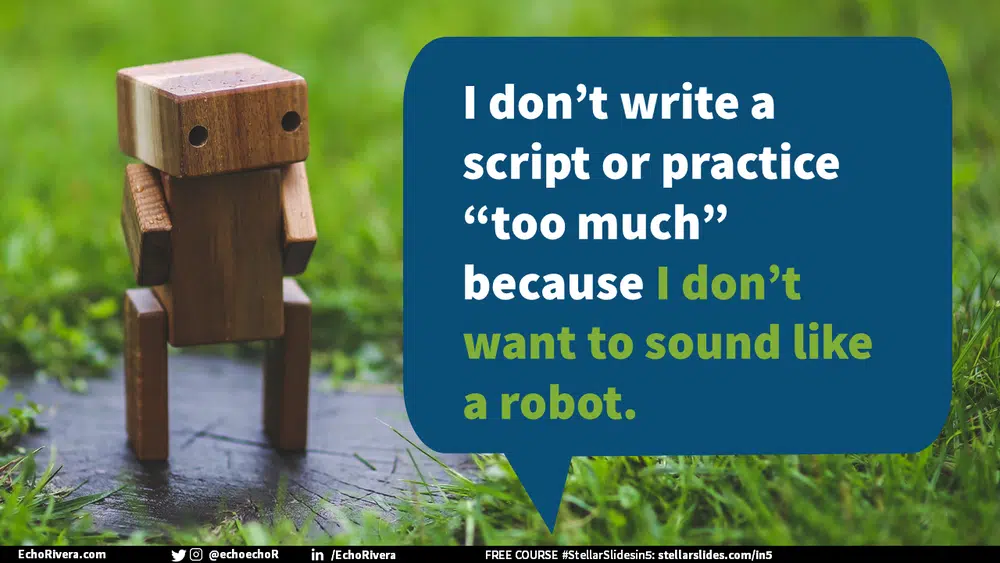 I don’t write a
script or practice
“too much”
because I don’t
want to sound like
a robot.
EchoRivera.com @echoechoR /EchoRivera FREE COURSE #StellarSlidesin5: stellarslides.com/in5